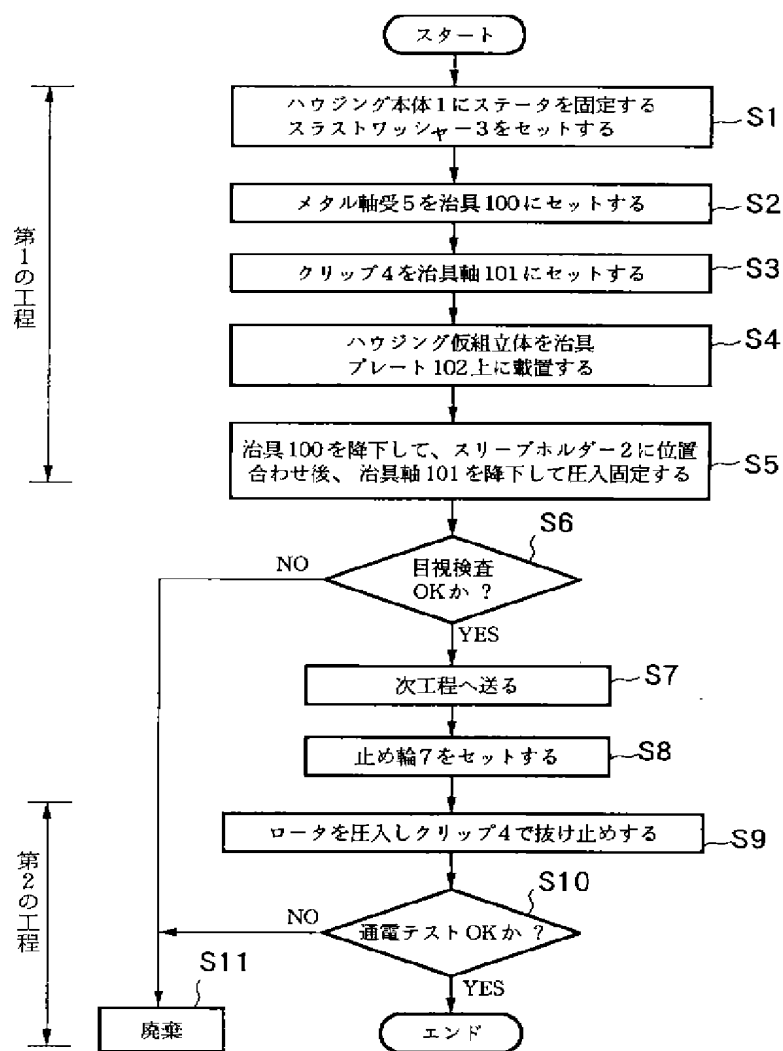 スタート
ハウジング本体1にステータを固定する
スラストワッシャー3をセットする
S1
メタル軸受5を治具100にセットする
S2
クリップ4を治具軸101にセットする
S3
ハウジング仮組立体を治具
プレート102上に載置する
S4
治具100を降下して、スリーブホルダー2に位置
合わせ後、治具軸101を降下して圧入固定する
S5
第1の工程
S6
目視検査
OKか ?
NO
YES
次工程へ送る
S7
止め輪7をセットする
S8
ロータを圧入しクリップ4で抜け止めする
S9
第2の工程
S10
通電テストOKか ?
NO
YES
S11
廃棄
エンド